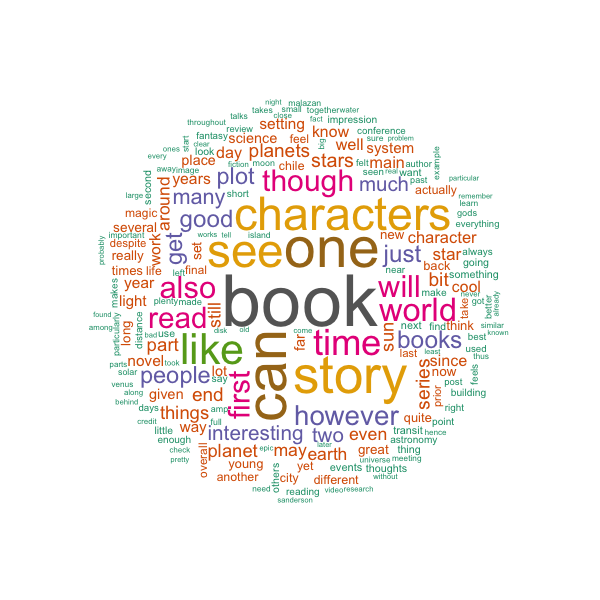 night malazan
takes small together water
talks close fact impression
throughout setting know big conference
review science feel well sure problem
fantasy start clear look planets stars system
ones place day chile main author example
every fiction moon felt seen real want
away image years plot though much past actually particular
second short remember
large magic many characters learn gods
several around good everything
probably important despite work works tell island new character
really get set see one just star always
times life left final near back going
year also will bit something
light plenty made book cool
found particularly distance read still world next make take never got better already
among long bad use disk old far sun find think similar known
parts novel part like can come time books last least best
solar took since used thus
venus people lot first story series now feels
along given say post
behind days end amp however prior building
credit things full quite right
little way interesting two even transit point hence
enough overall planet epic may later earth great astronomy thing
check young yet universe meeting
pretty another others city events different thoughts
need reading video research without
sanderson